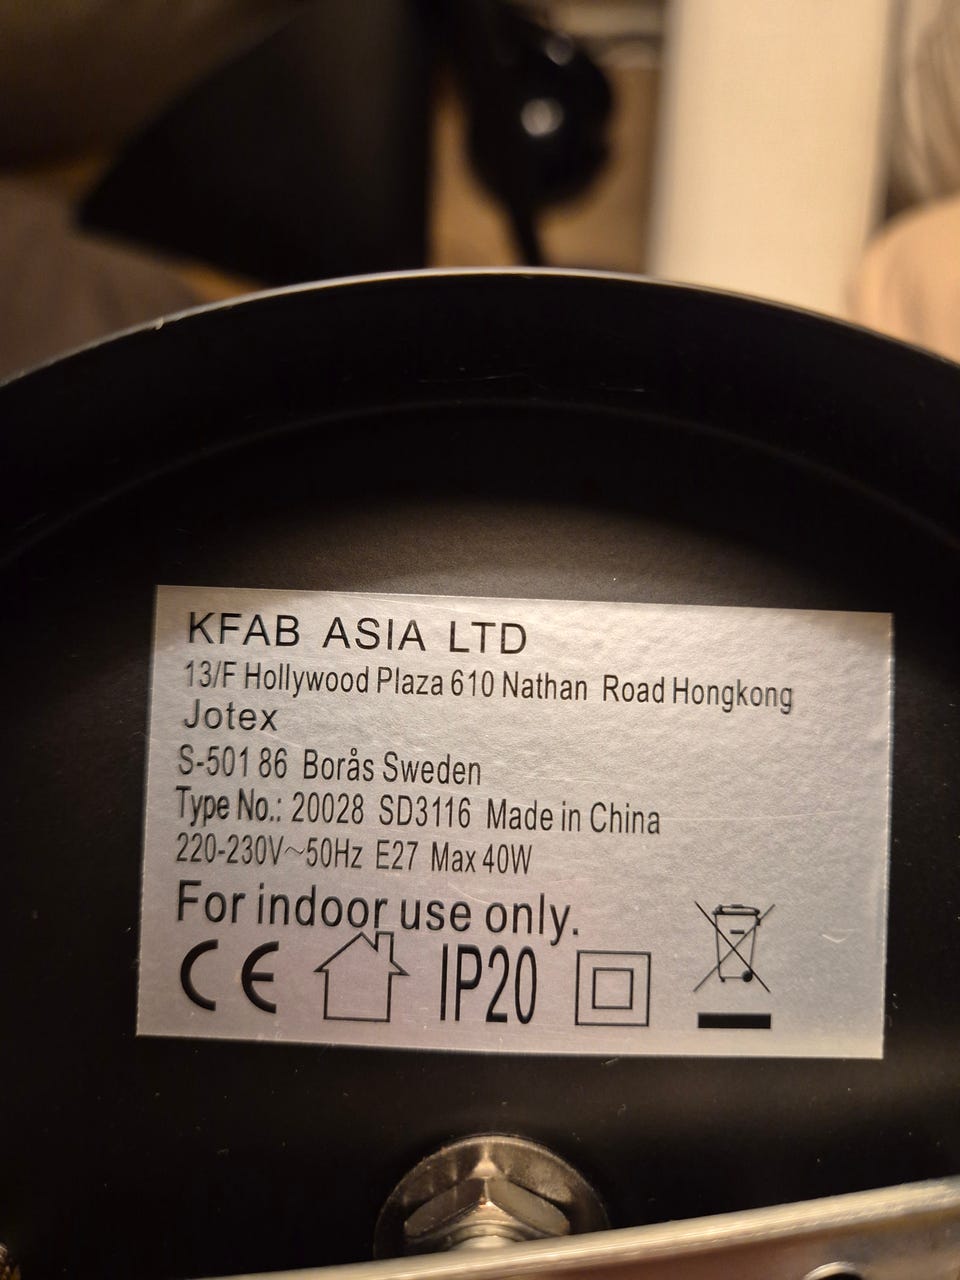 KFAB ASIA LTD
13/F Hollywood Plaza 610 Nathan Road Hongkong
Jotex
S-501 86 Borås Sweden
Type No.: 20028 SD3116 Made in China
220-230V~50Hz E27 Max 40W
For indoor use only.
CE IP20